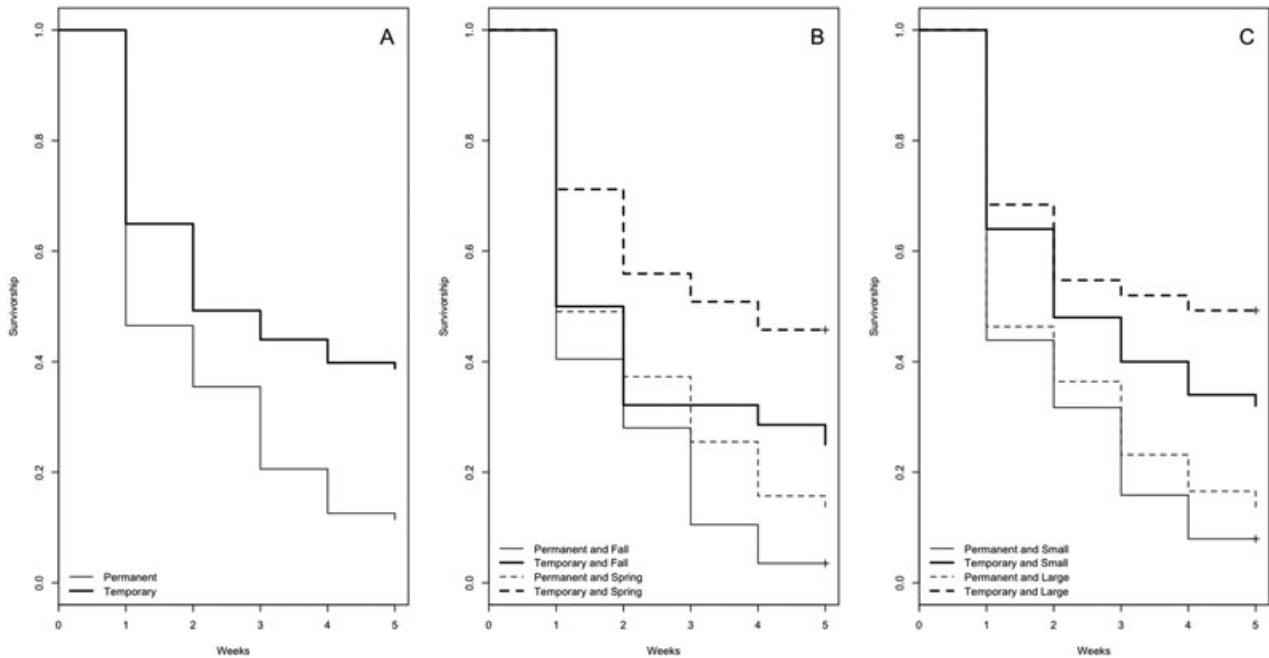 A
1.0
0.8
0.6
0.4
0.2
0.0
Survivorship
Permanent
Temporary
0 1 2 3 4 5
Weeks
B
1.0
0.8
0.6
0.4
0.2
0.0
Survivorship
Permanent and Fall
Temporary and Fall
Permanent and Spring
Temporary and Spring
0 1 2 3 4 5
Weeks
C
1.0
0.8
0.6
0.4
0.2
0.0
Survivorship
Permanent and Small
Temporary and Small
Permanent and Large
Temporary and Large
0 1 2 3 4 5
Weeks